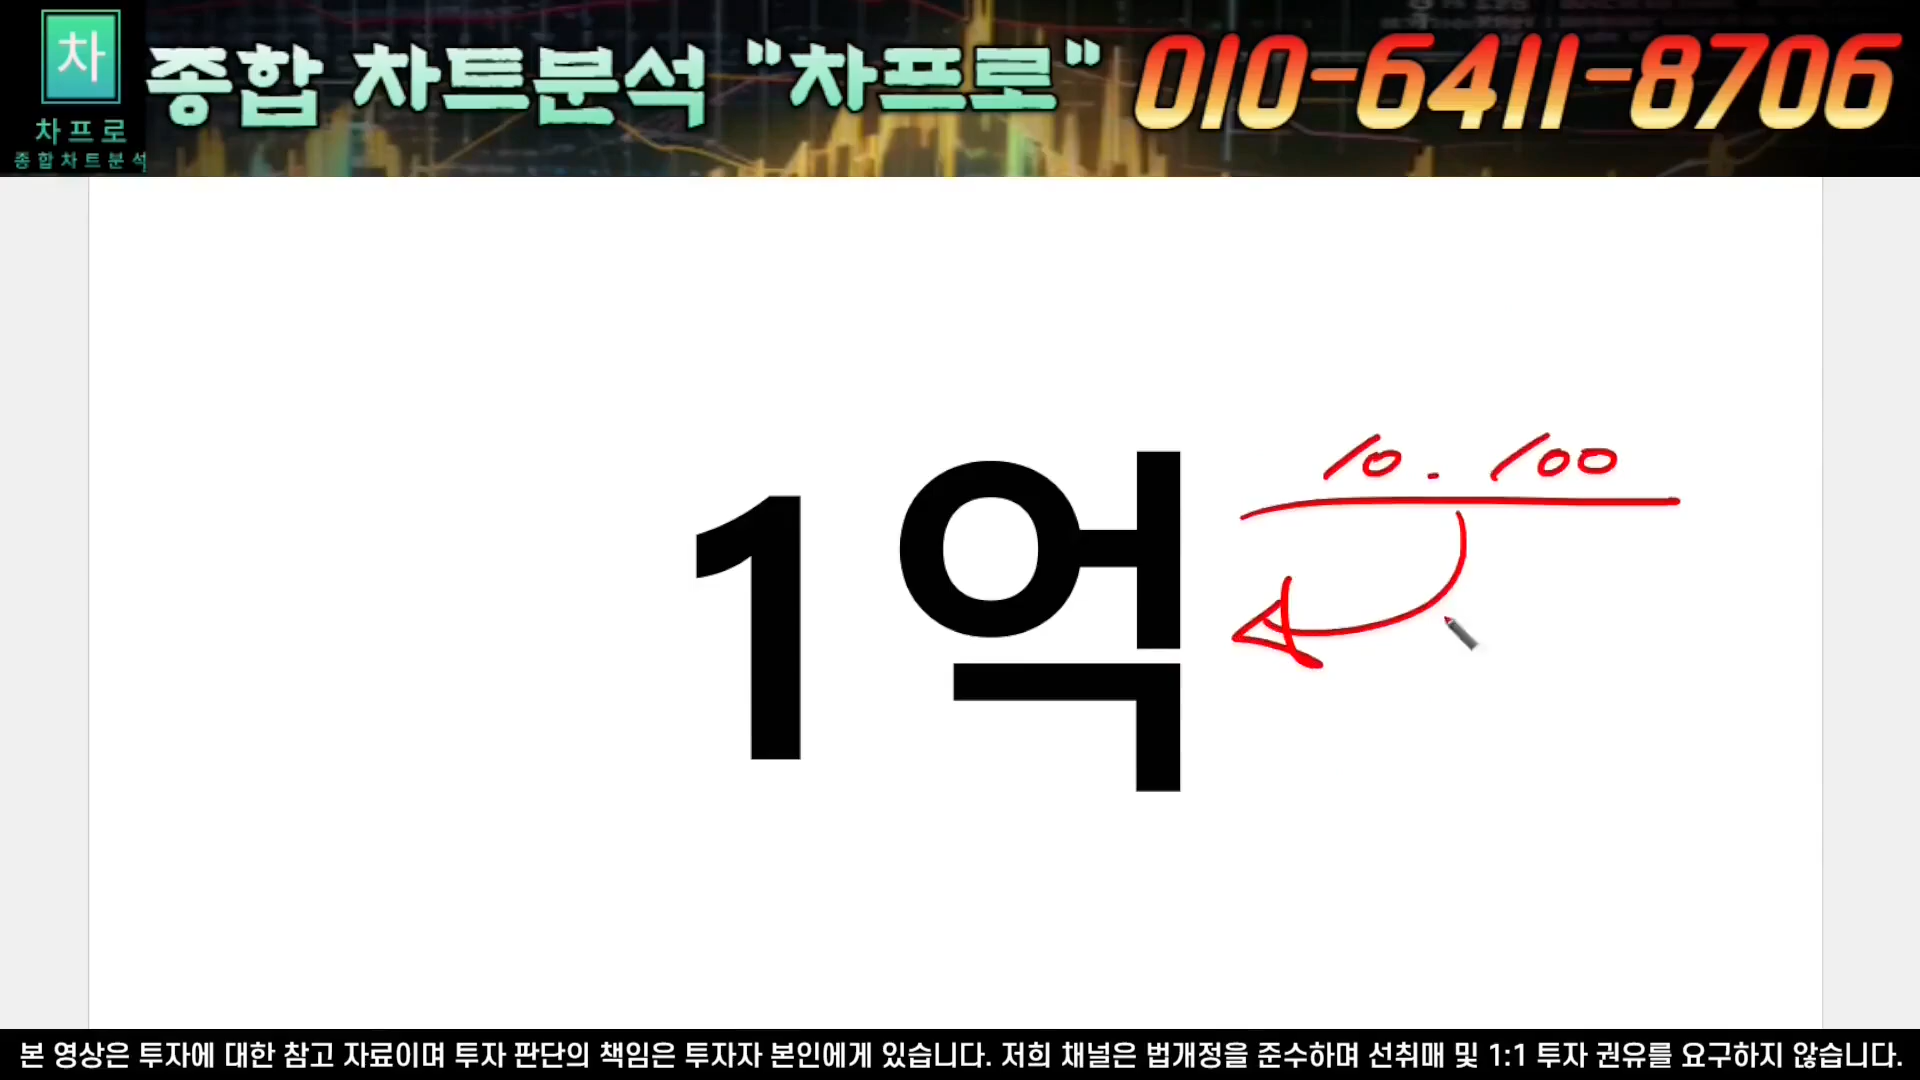 차
차프로
종합차트분석
종합 차트분석 "차프로" 010-6411-8706
10. 100
1억
본 영상은 투자에 대한 참고 자료이며 투자 판단의 책임은 투자자 본인에게 있습니다. 저희 채널은 법개정을 준수하며 선취매 및 1:1 투자 권유를 요구하지 않습니다.